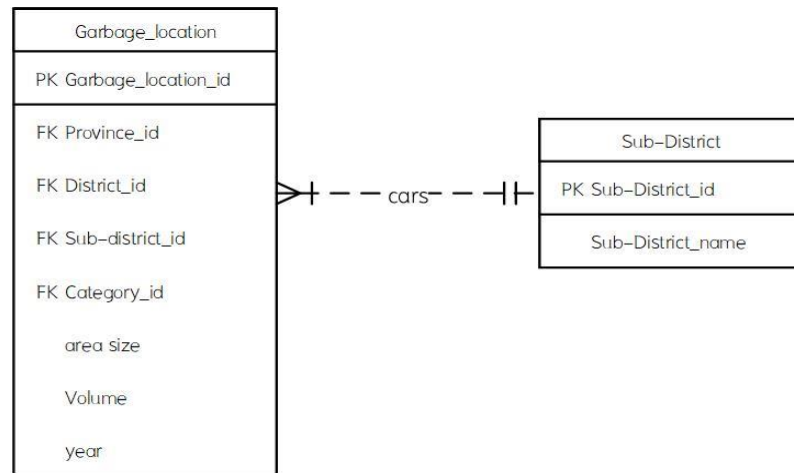 Garbage_location
PK Garbage_location_id
FK Province_id
FK District_id
FK Sub-district_id
FK Category_id
area size
Volume
year
cars
Sub-District
PK Sub-District_id
Sub-District_name